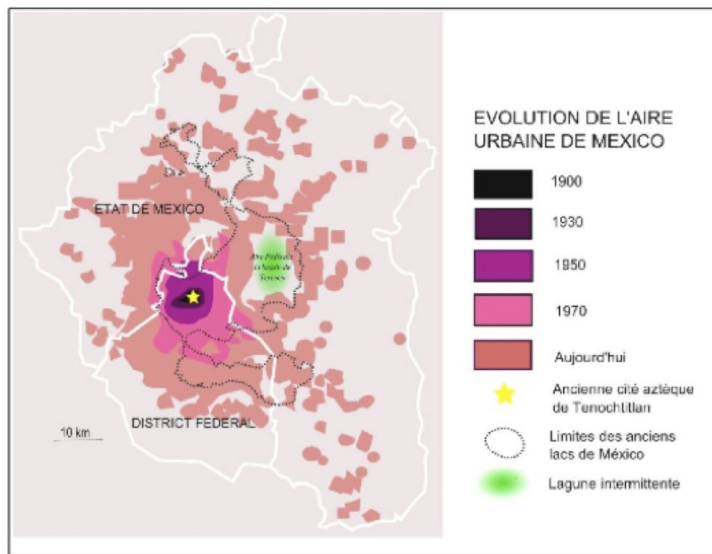 EVOLUTION DE L'AIRE
URBAINE DE MEXICO
1900
1930
1950
1970
Aujourd'hui
Ancienne cité aztèque
de Tenochtitlan
Limites des anciens
lacs de México
Lagune intermittente
ETAT DE MEXICO
DISTRICT FEDERAL
10 km